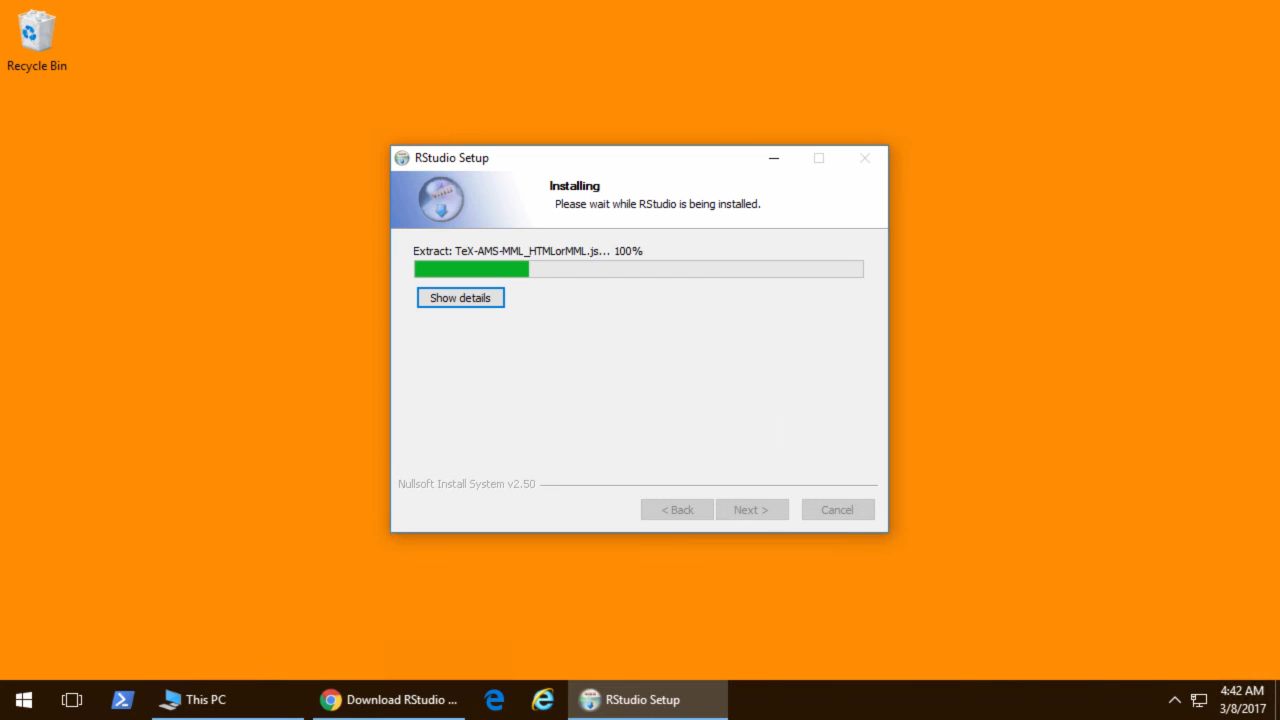 Recycle Bin
RStudio Setup
Installing
Please wait while RStudio is being installed.
Extract: TeX-AMS-MML_HTMLorMML.js... 100%
Show details
Nullsoft Install System v2.50
< Back
Next >
Cancel
This PC
Download RStudio ...
RStudio Setup
4:42 AM
3/8/2017